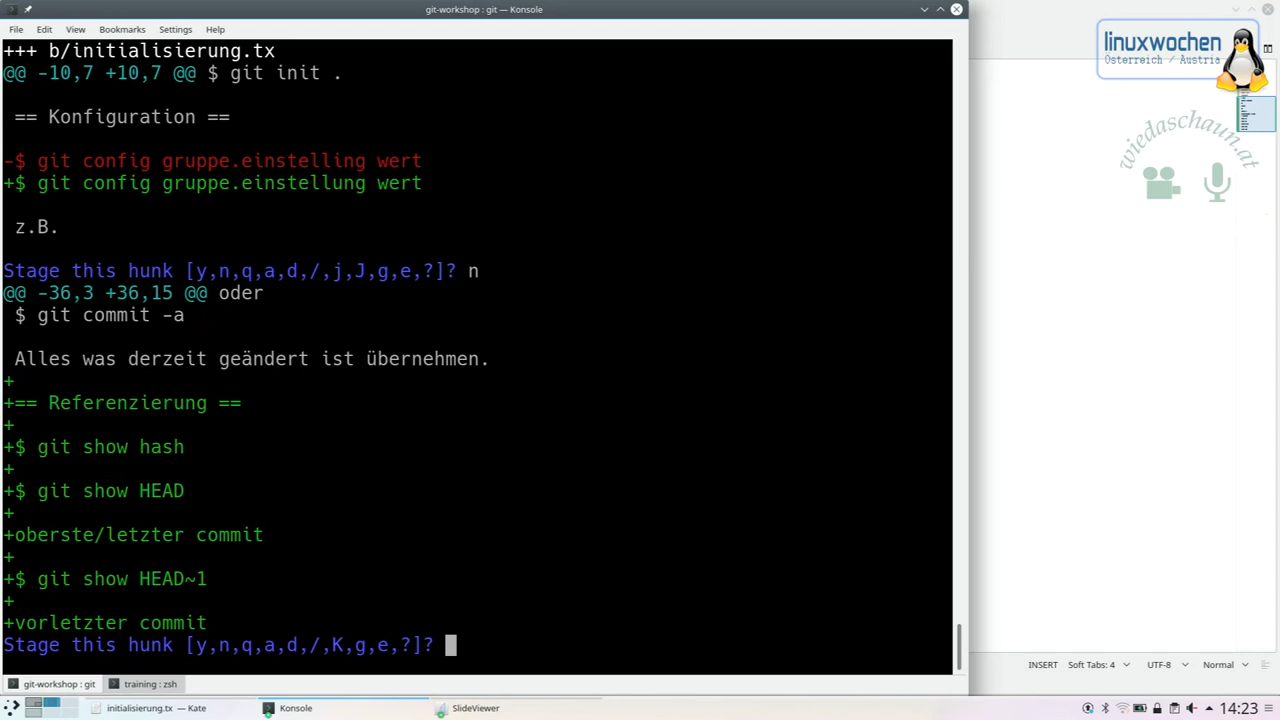 git-workshop : git — Konsole
File Edit View Bookmarks Settings Help
+++ b/initialisierung.tx
@@ -10,7 +10,7 @@ $ git init .
== Konfiguration ==
-$ git config gruppe.einstelling wert
+$ git config gruppe.einstellung wert
z.B.
Stage this hunk [y,n,q,a,d,/,j,J,g,e,?]? n
@@ -36,3 +36,15 @@ oder
$ git commit -a
Alles was derzeit geändert ist übernehmen.
+
+== Referenzierung ==
+
+$ git show hash
+
+$ git show HEAD
+
+oberste/letzter commit
+
+$ git show HEAD~1
+
+vorletzter commit
Stage this hunk [y,n,q,a,d,/,K,g,e,?]?
git-workshop : git training : zsh
linuxwochen
Österreich / Austria
wiedaschaun.at
INSERT Soft Tabs: 4 UTF-8 Normal
initialisierung.tx — Kate Konsole SlideViewer 14:23